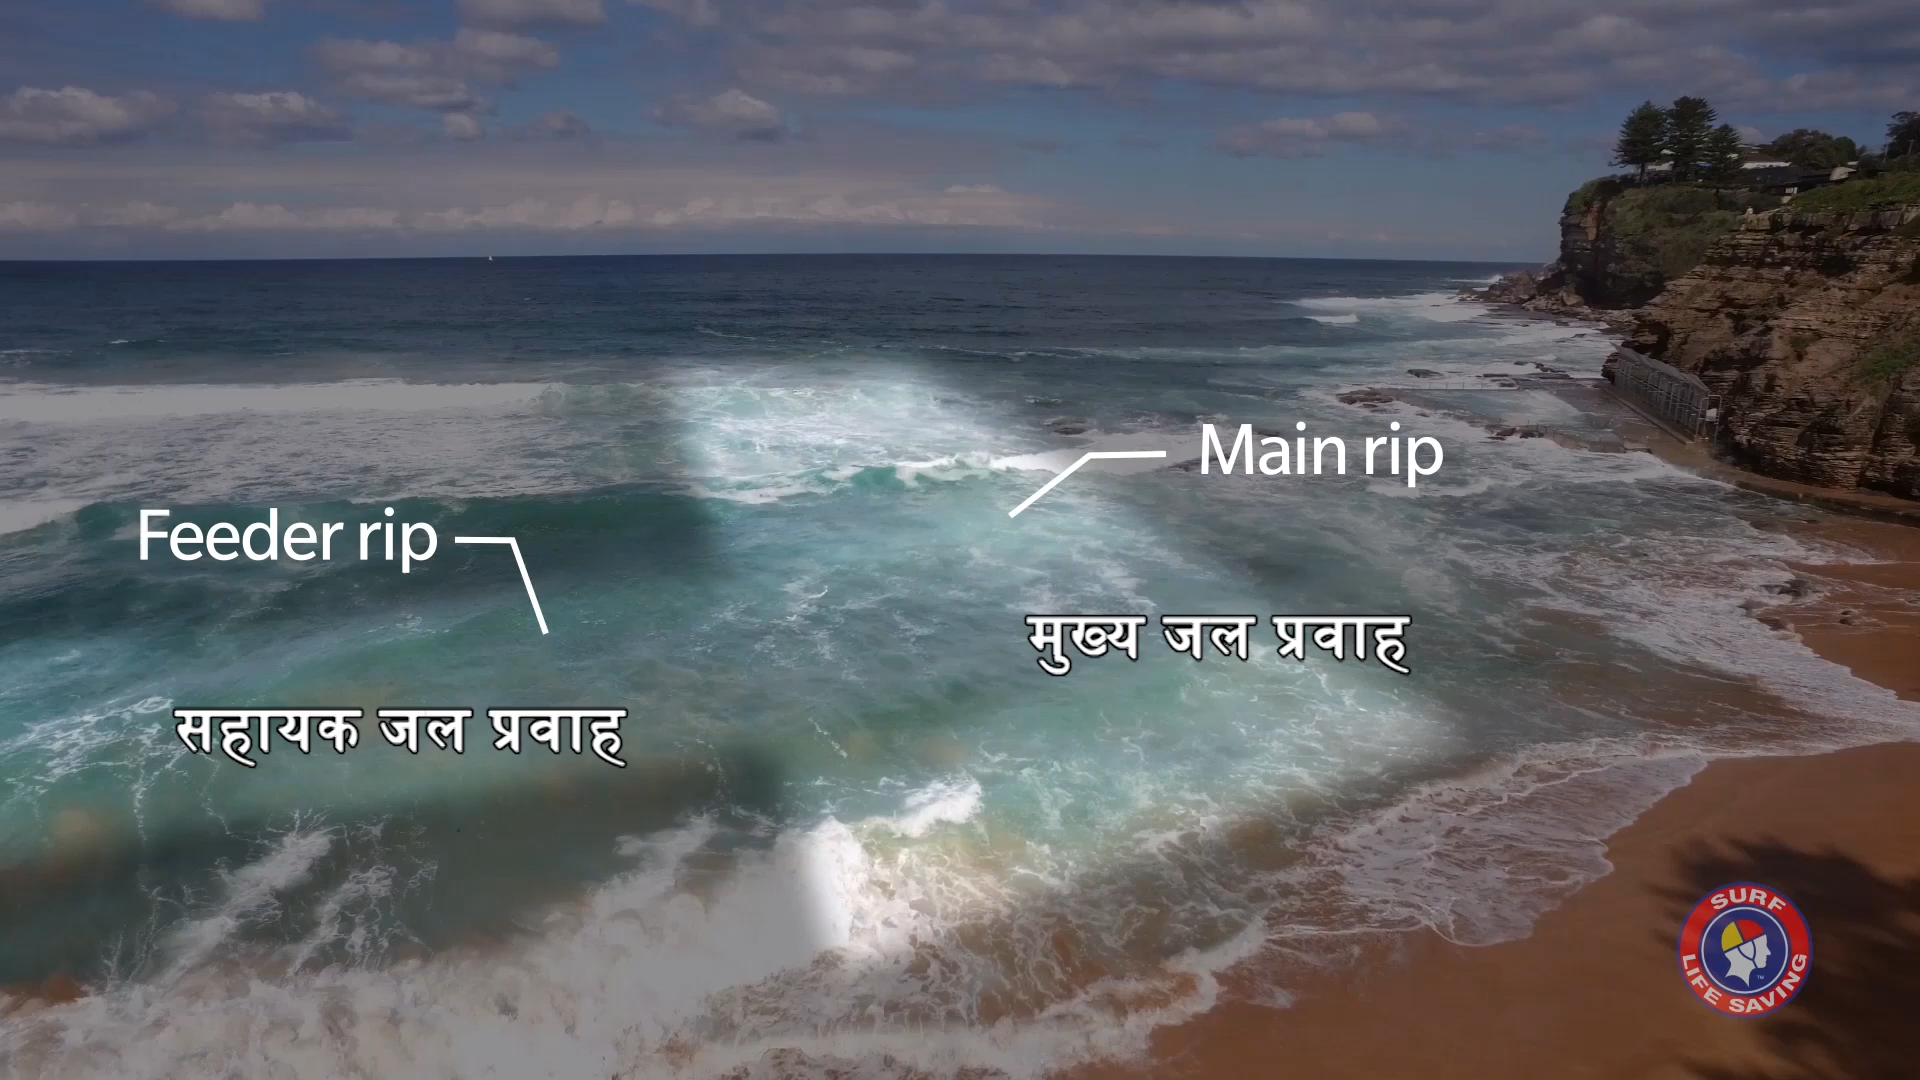 Main rip
Feeder rip
मुख्य जल प्रवाह
सहायक जल प्रवाह
SURF
LIFE SAVING